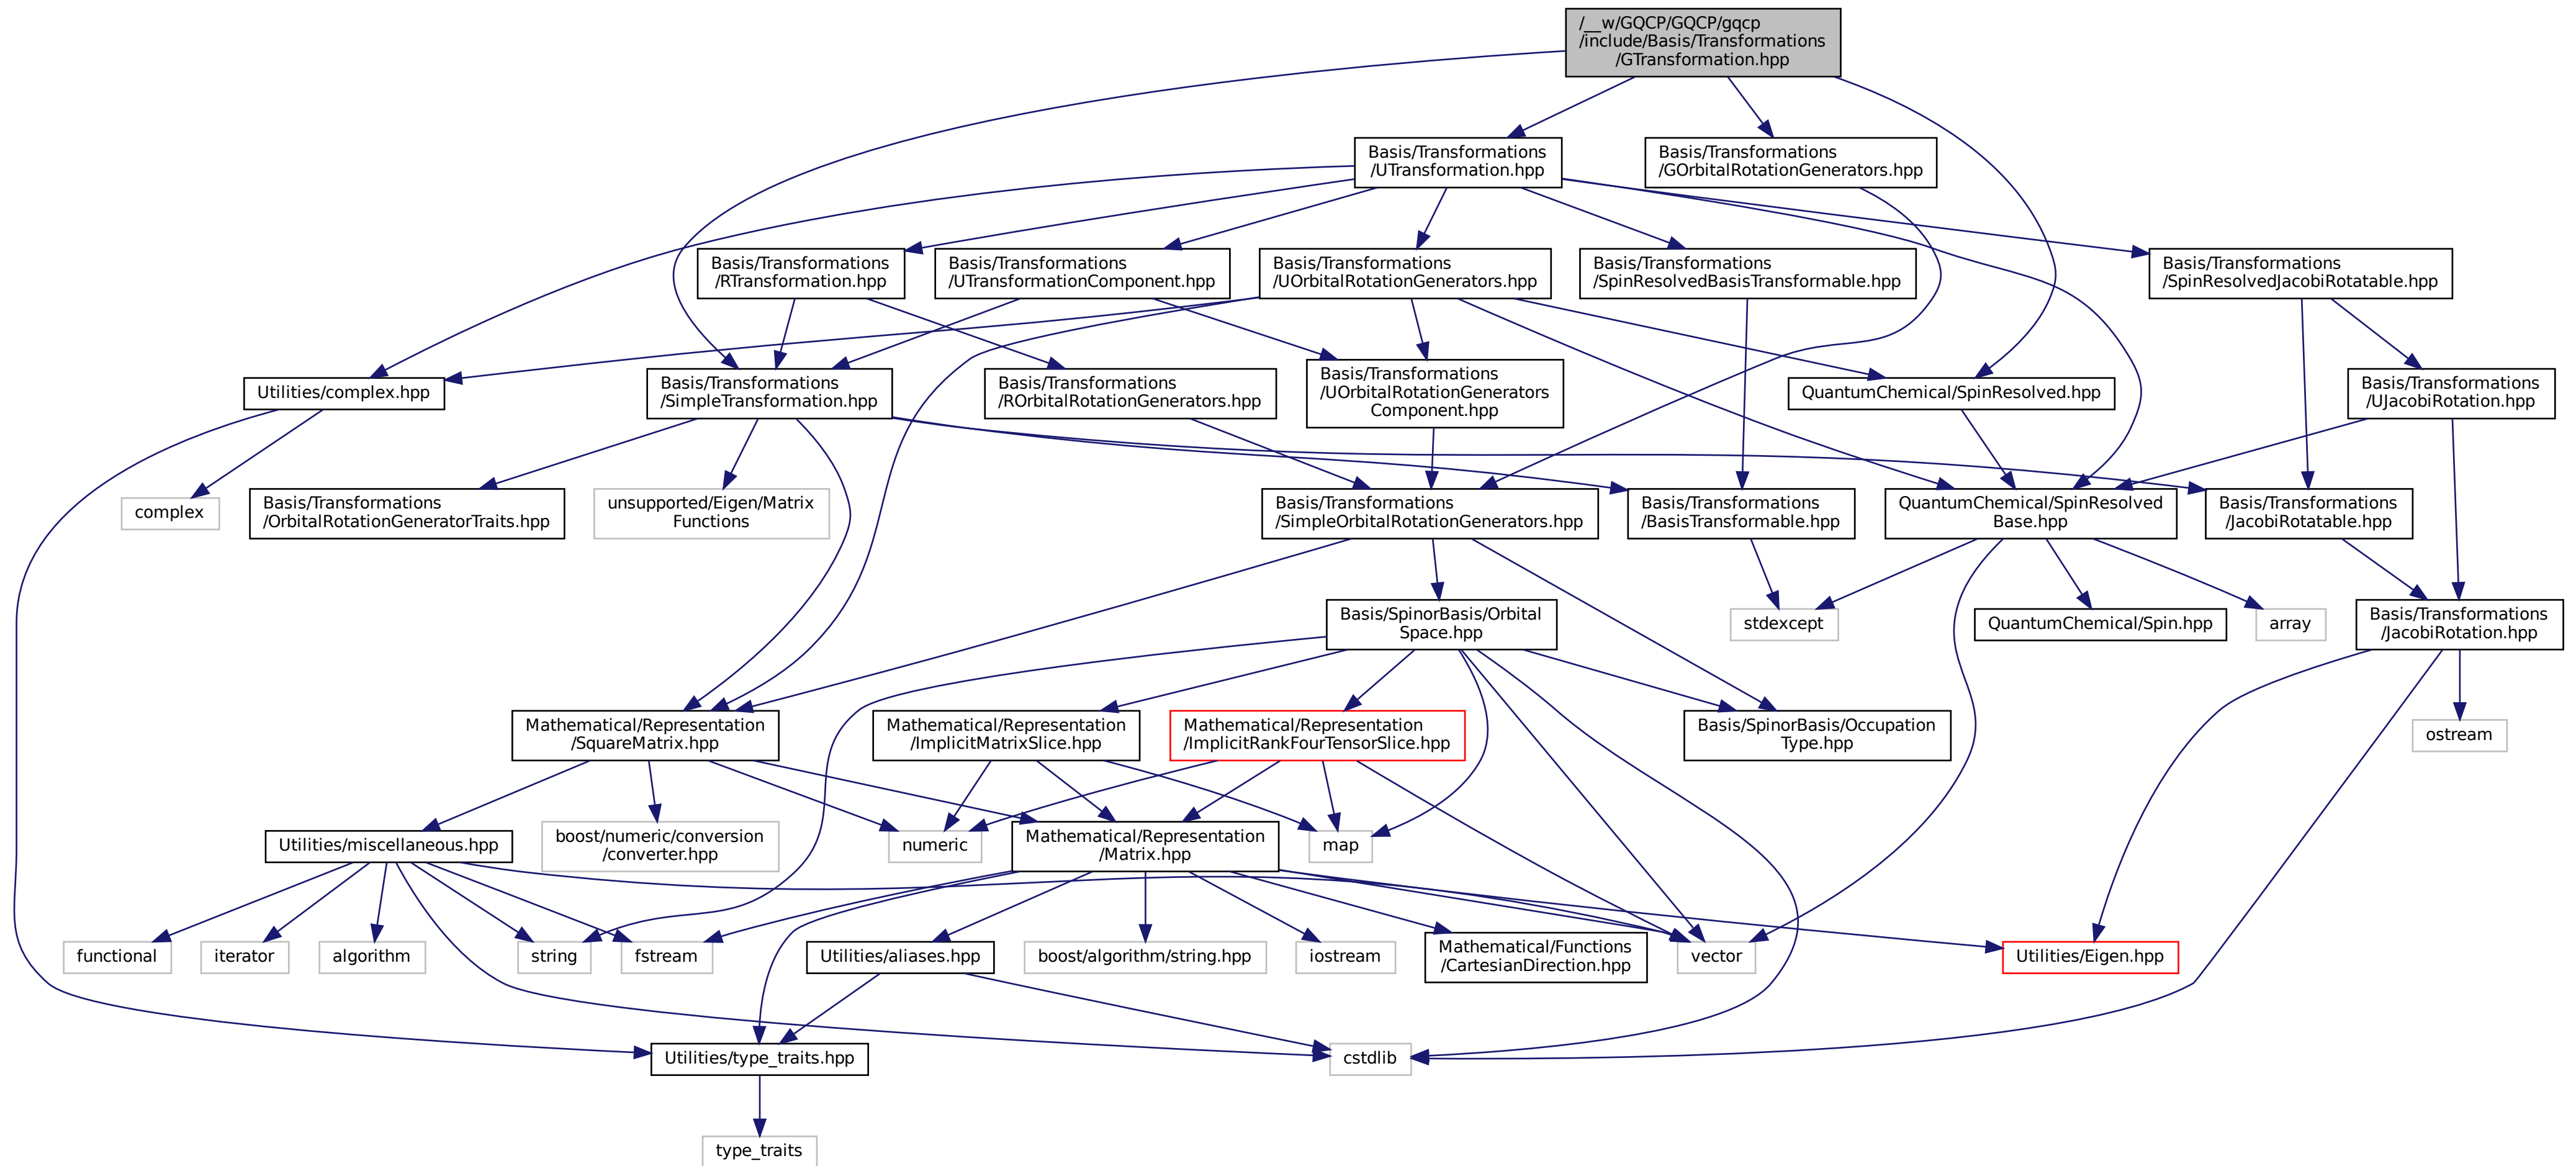 /__w/GQCP/GQCP/gqcp
/include/Basis/Transformations
/GTransformation.hpp
Basis/Transformations
/UTransformation.hpp
Basis/Transformations
/GOrbitalRotationGenerators.hpp
Basis/Transformations
/RTransformation.hpp
Basis/Transformations
/UTransformationComponent.hpp
Basis/Transformations
/UOrbitalRotationGenerators.hpp
Basis/Transformations
/SpinResolvedBasisTransformable.hpp
Basis/Transformations
/SpinResolvedJacobiRotatable.hpp
Utilities/complex.hpp
Basis/Transformations
/SimpleTransformation.hpp
Basis/Transformations
/ROrbitalRotationGenerators.hpp
Basis/Transformations
/UOrbitalRotationGenerators
Component.hpp
QuantumChemical/SpinResolved.hpp
Basis/Transformations
/UJacobiRotation.hpp
complex
Basis/Transformations
/OrbitalRotationGeneratorTraits.hpp
unsupported/Eigen/Matrix
Functions
Basis/Transformations
/SimpleOrbitalRotationGenerators.hpp
Basis/Transformations
/BasisTransformable.hpp
QuantumChemical/SpinResolved
Base.hpp
Basis/Transformations
/JacobiRotatable.hpp
Basis/SpinorBasis/Orbital
Space.hpp
stdexcept
QuantumChemical/Spin.hpp
array
Basis/Transformations
/JacobiRotation.hpp
Mathematical/Representation
/SquareMatrix.hpp
Mathematical/Representation
/ImplicitMatrixSlice.hpp
Mathematical/Representation
/ImplicitRankFourTensorSlice.hpp
Basis/SpinorBasis/Occupation
Type.hpp
ostream
Utilities/miscellaneous.hpp
boost/numeric/conversion
/converter.hpp
numeric
Mathematical/Representation
/Matrix.hpp
map
functional
iterator
algorithm
string
fstream
Utilities/aliases.hpp
boost/algorithm/string.hpp
iostream
Mathematical/Functions
/CartesianDirection.hpp
vector
Utilities/Eigen.hpp
Utilities/type_traits.hpp
cstdlib
type_traits